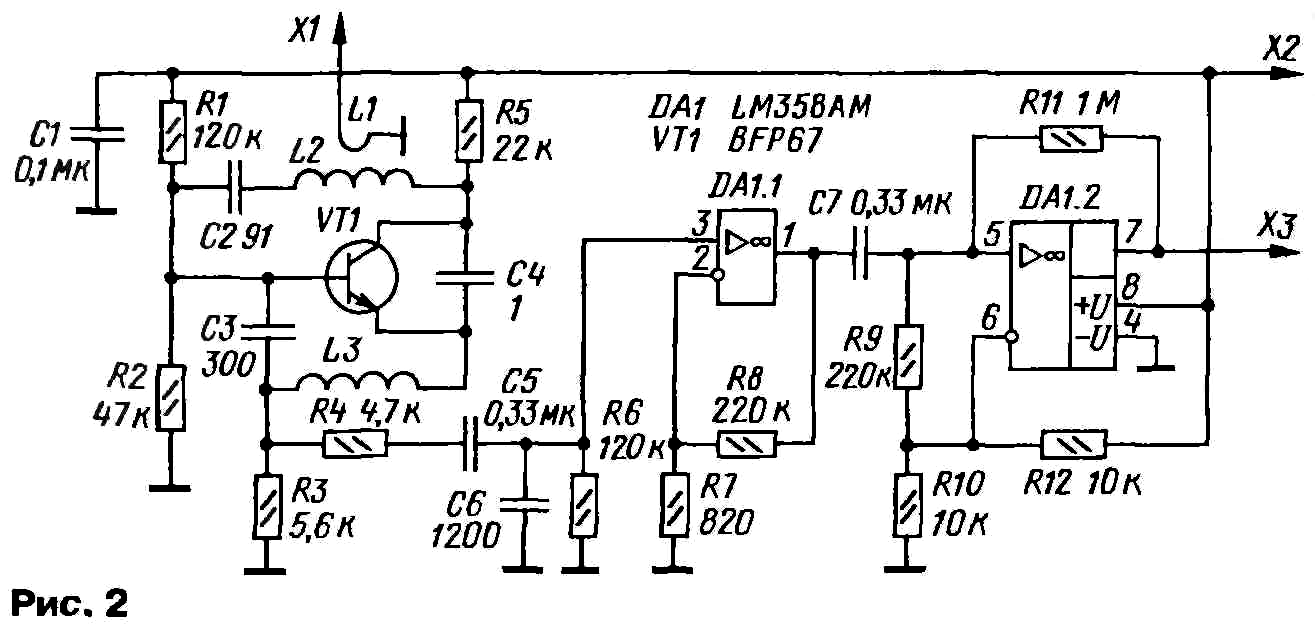 X1
X2
C1
0,1 мк
R1
120 к
L1
L2
R5
22 к
DA1 LM358AM
VT1 BFP67
R11 1 М
C2 91
VT1
C4
1
DA1.1
3
2
▷∞
1
C7 0,33 мк
DA1.2
5
6
▷∞
7
8
+U
4
-U
X3
C3
300
L3
R2
47 к
R4 4,7 к
C5
0,33 мк
R6
120 к
R8
220 к
R9
220 к
R3
5,6 к
C6
1200
R7
820
R10
10 к
R12 10 к
Рис. 2